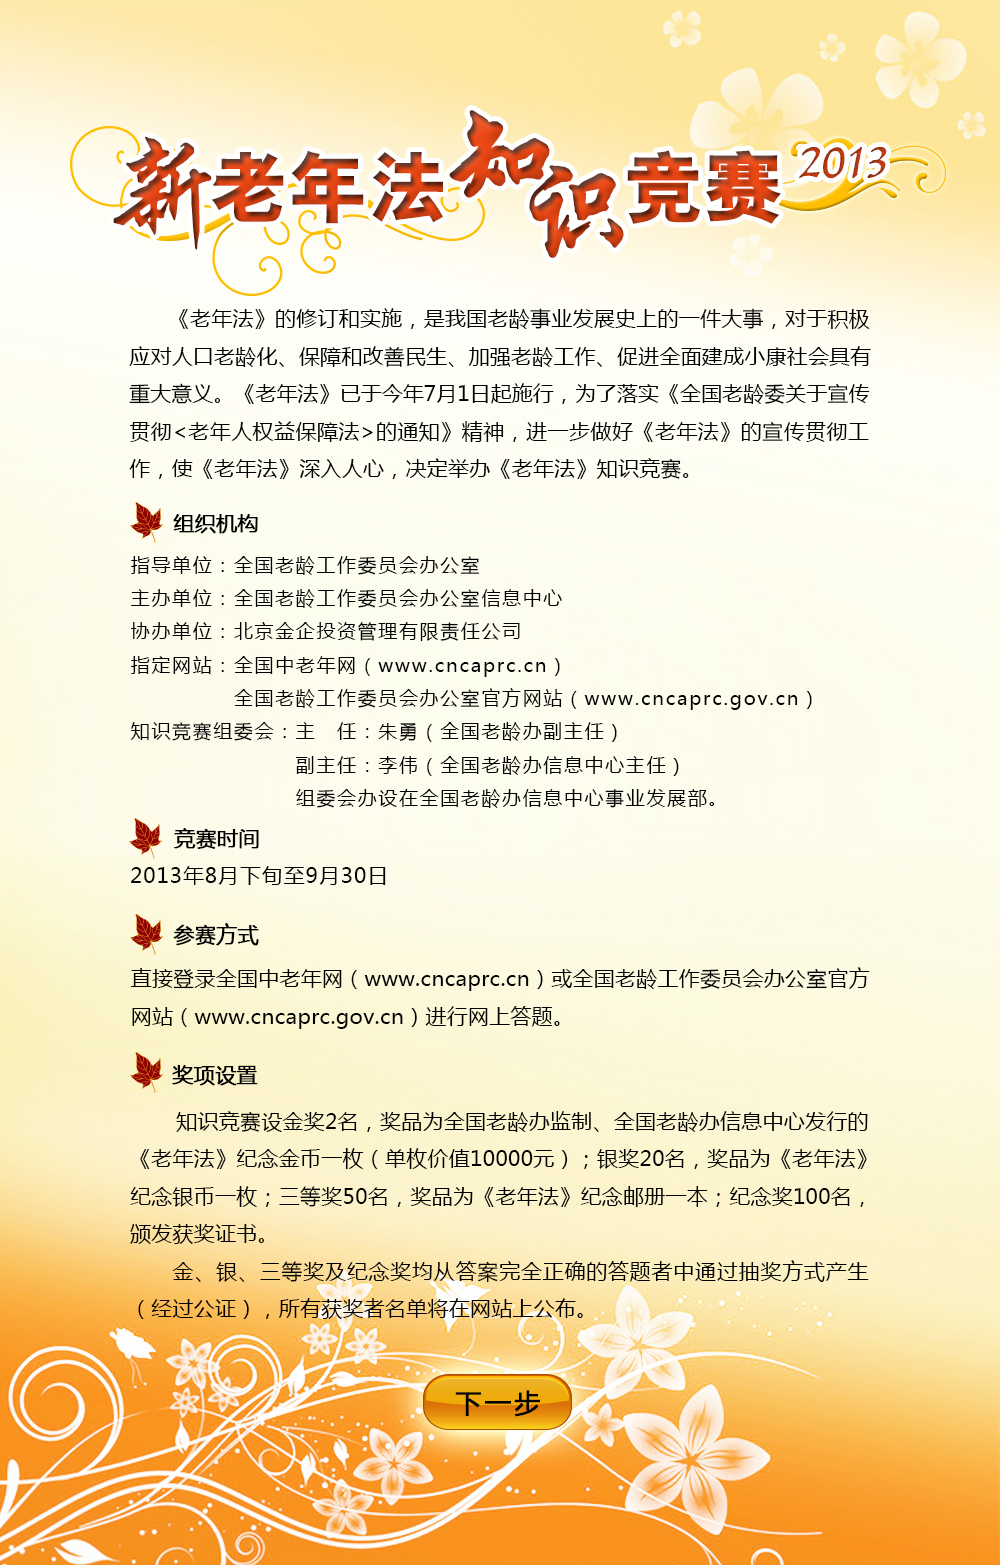 新老年法知识竞赛2013
《老年法》的修订和实施，是我国老龄事业发展史上的一件大事，对于积极
应对人口老龄化、保障和改善民生、加强老龄工作、促进全面建成小康社会具有
重大意义。《老年法》已于今年7月1日起施行，为了落实《全国老龄委关于宣传
贯彻<老年人权益保障法>的通知》精神，进一步做好《老年法》的宣传贯彻工
作，使《老年法》深入人心，决定举办《老年法》知识竞赛。
组织机构
指导单位：全国老龄工作委员会办公室
主办单位：全国老龄工作委员会办公室信息中心
协办单位：北京金企投资管理有限责任公司
指定网站：全国中老年网（www.cncaprc.cn）
全国老龄工作委员会办公室官方网站（www.cncaprc.gov.cn）
知识竞赛组委会：主　任：朱勇（全国老龄办副主任）
副主任：李伟（全国老龄办信息中心主任）
组委会办设在全国老龄办信息中心事业发展部。
竞赛时间
2013年8月下旬至9月30日
参赛方式
直接登录全国中老年网（www.cncaprc.cn）或全国老龄工作委员会办公室官方
网站（www.cncaprc.gov.cn）进行网上答题。
奖项设置
知识竞赛设金奖2名，奖品为全国老龄办监制、全国老龄办信息中心发行的
《老年法》纪念金币一枚（单枚价值10000元）；银奖20名，奖品为《老年法》
纪念银币一枚；三等奖50名，奖品为《老年法》纪念邮册一本；纪念奖100名，
颁发获奖证书。
金、银、三等奖及纪念奖均从答案完全正确的答题者中通过抽奖方式产生
（经过公证），所有获奖者名单将在网站上公布。
下一步